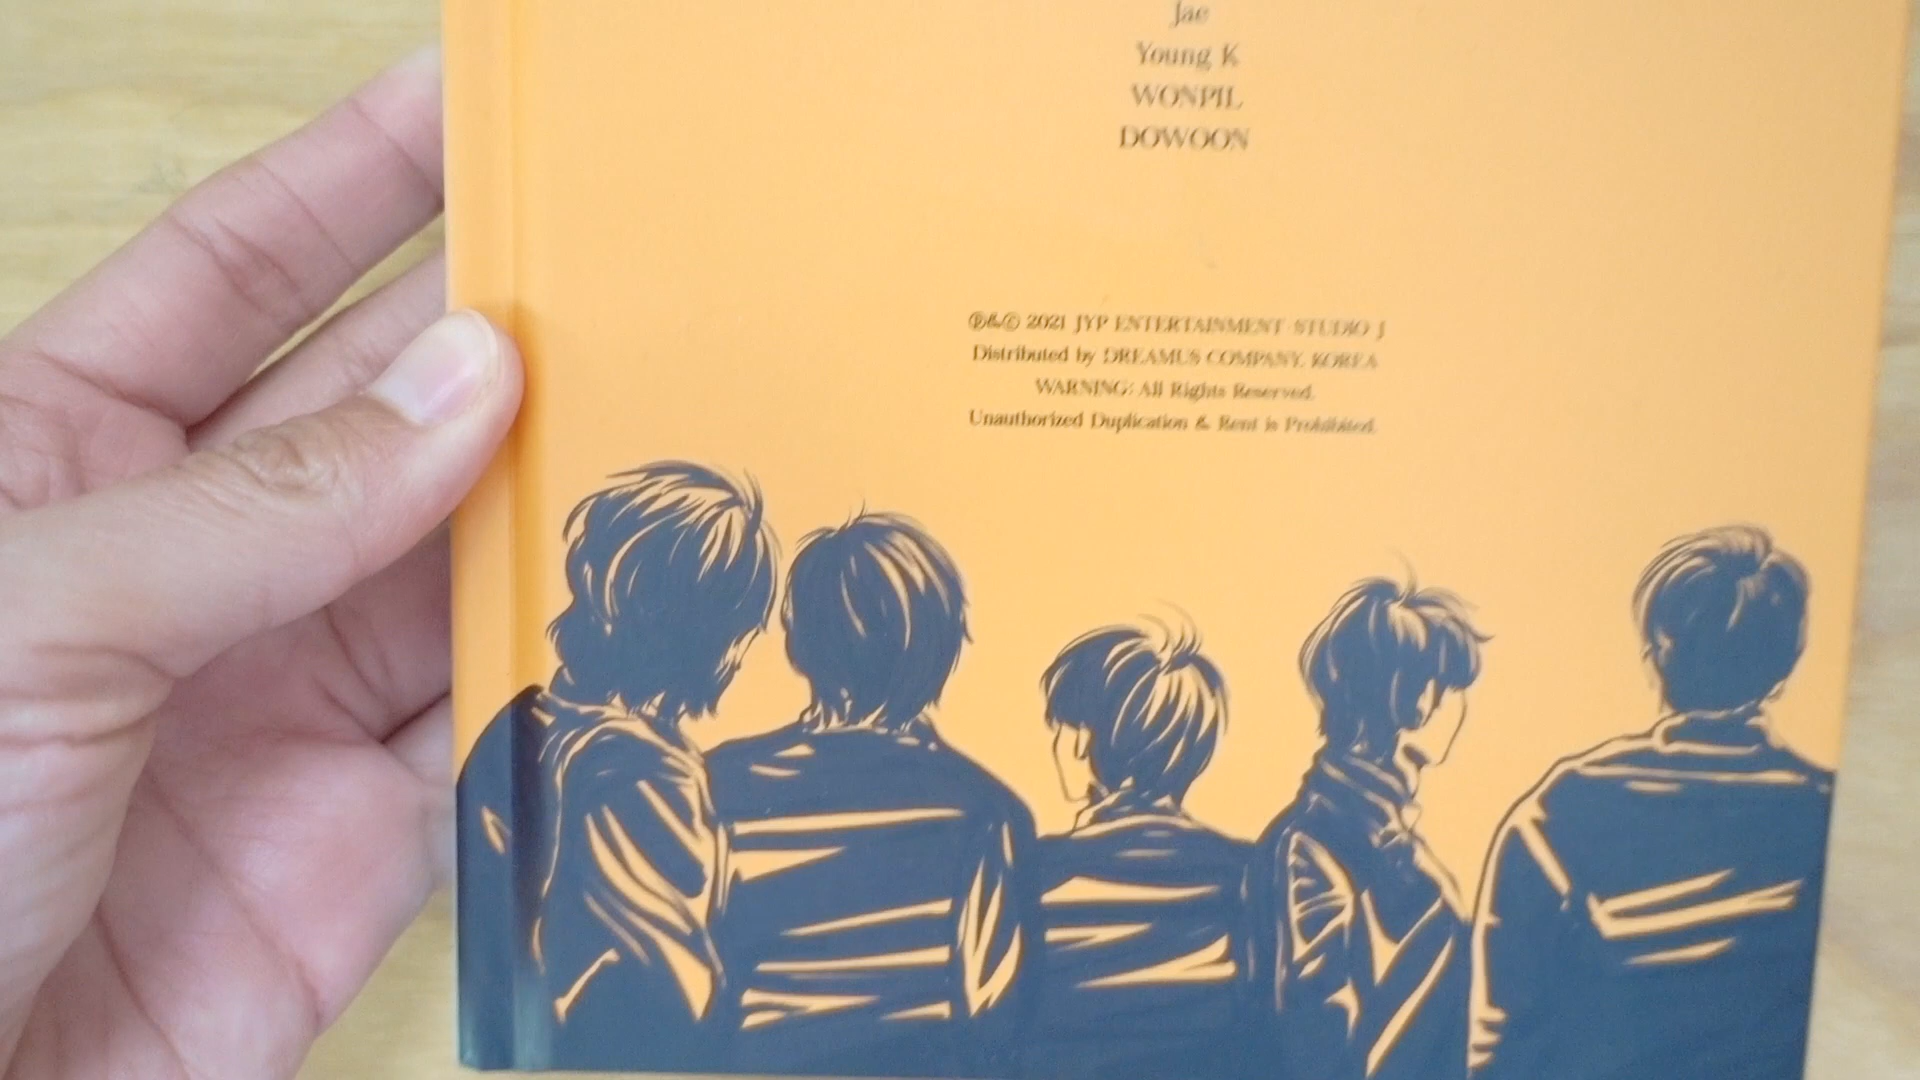 Jae
Young K
WONPIL
DOWOON
℗&© 2021 JYP ENTERTAINMENT STUDIO J
Distributed by DREAMUS COMPANY. KOREA
WARNING: All Rights Reserved.
Unauthorized Duplication & Rent is Prohibited.